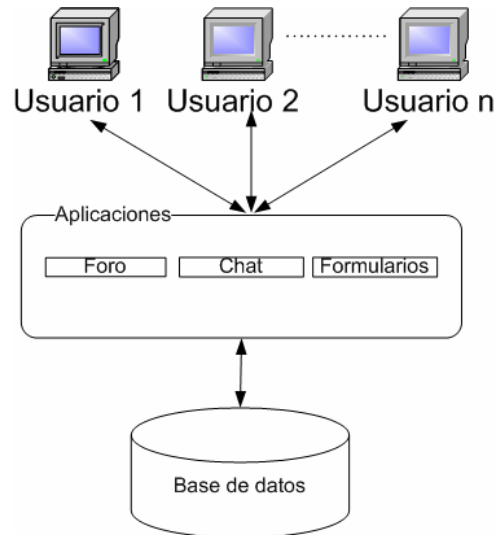 Usuario 1 Usuario 2 Usuario n
Aplicaciones
Foro Chat Formularios
Base de datos